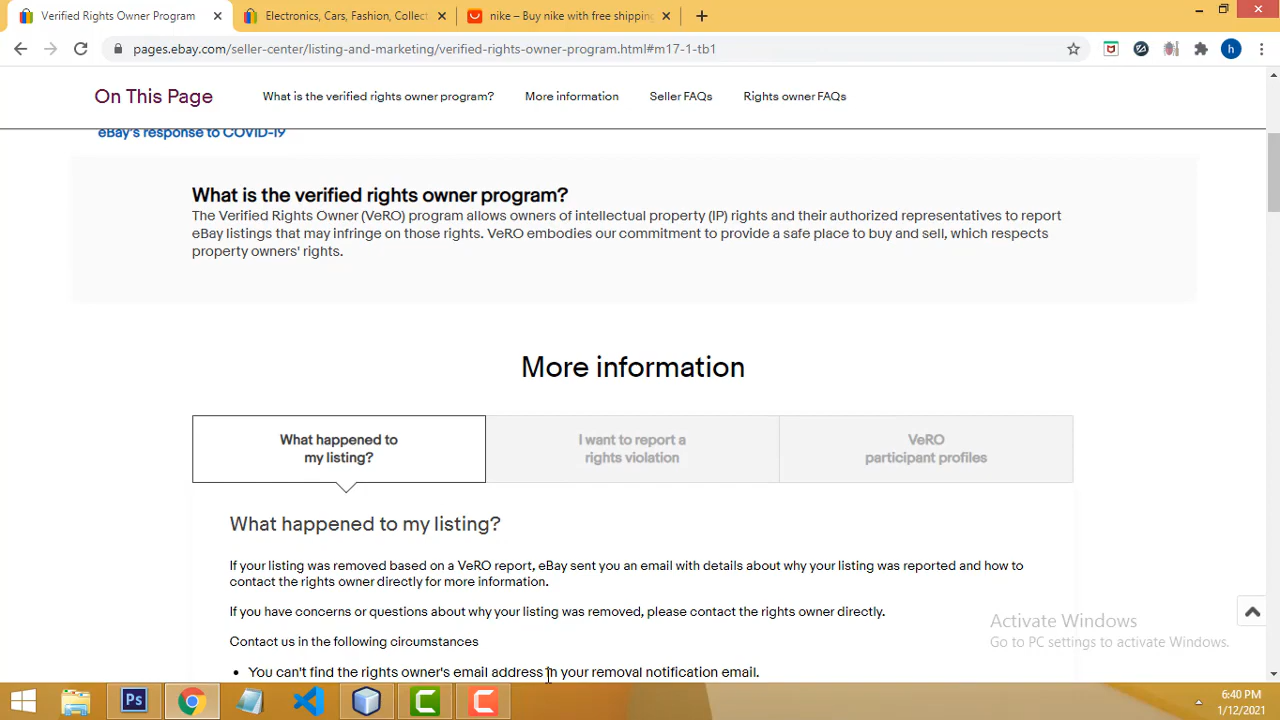 Verified Rights Owner Program
Electronics, Cars, Fashion, Collect
nike – Buy nike with free shipping
pages.ebay.com/seller-center/listing-and-marketing/verified-rights-owner-program.html#m17-1-tb1
h
On This Page
What is the verified rights owner program?
More information
Seller FAQs
Rights owner FAQs
eBay's response to COVID-19
What is the verified rights owner program?
The Verified Rights Owner (VeRO) program allows owners of intellectual property (IP) rights and their authorized representatives to report
eBay listings that may infringe on those rights. VeRO embodies our commitment to provide a safe place to buy and sell, which respects
property owners' rights.
More information
What happened to
my listing?
I want to report a
rights violation
VeRO
participant profiles
What happened to my listing?
If your listing was removed based on a VeRO report, eBay sent you an email with details about why your listing was reported and how to
contact the rights owner directly for more information.
If you have concerns or questions about why your listing was removed, please contact the rights owner directly.
Contact us in the following circumstances
• You can't find the rights owner's email address in your removal notification email.
Activate Windows
Go to PC settings to activate Windows.
Ps
6:40 PM
1/12/2021